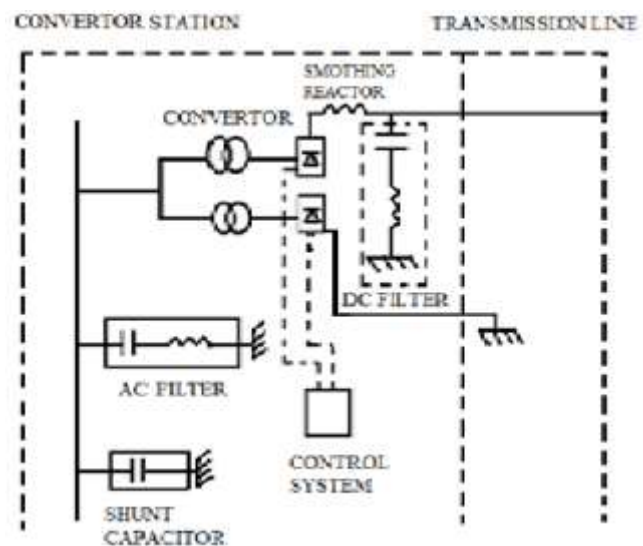 CONVERTOR STATION
TRANSMISSION LINE
SMOTHING
REACTOR
CONVERTOR
DC FILTER
AC FILTER
CONTROL
SYSTEM
SHUNT
CAPACITOR